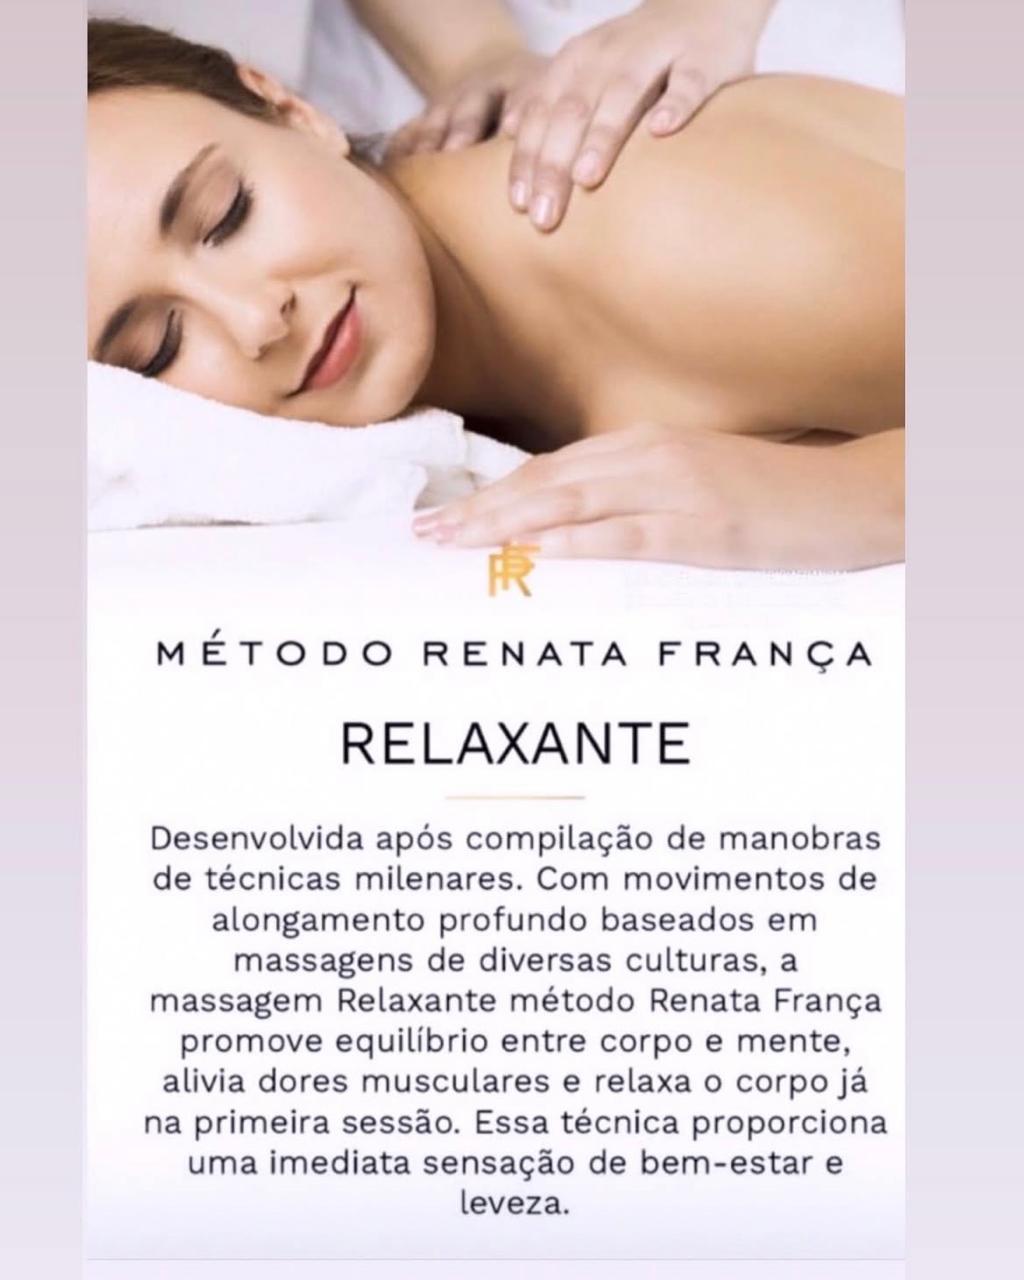 MÉTODO RENATA FRANÇA
RELAXANTE
Desenvolvida após compilação de manobras
de técnicas milenares. Com movimentos de
alongamento profundo baseados em
massagens de diversas culturas, a
massagem Relaxante método Renata França
promove equilíbrio entre corpo e mente,
alivia dores musculares e relaxa o corpo já
na primeira sessão. Essa técnica proporciona
uma imediata sensação de bem-estar e
leveza.